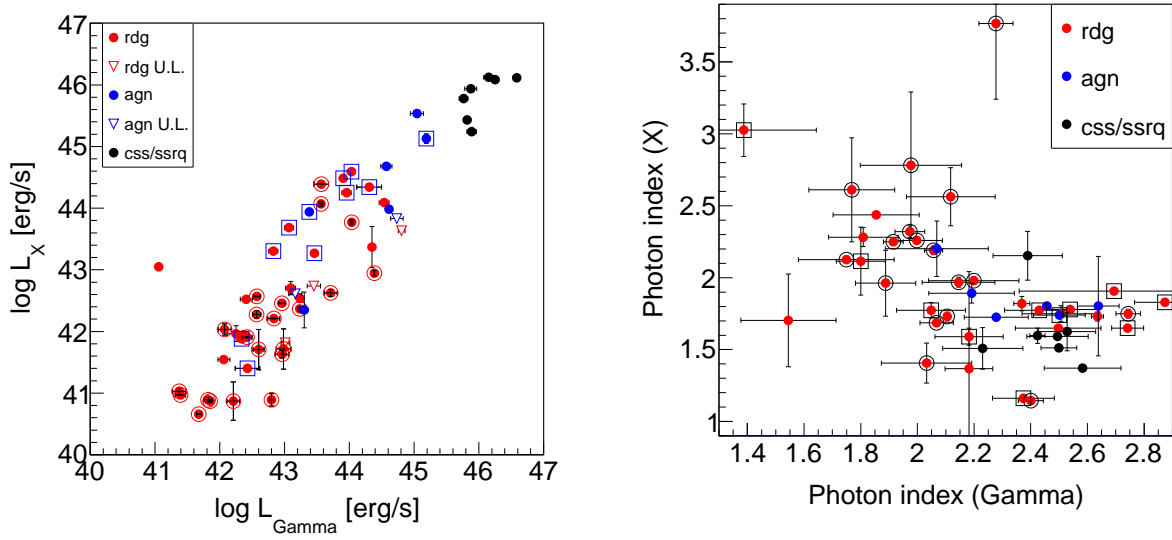 47
46
45
44
43
42
41
40
log L_X [erg/s]
rdg
rdg U.L.
agn
agn U.L.
css/ssrq
40 41 42 43 44 45 46 47
log L_Gamma [erg/s]
3.5
3
2.5
2
1.5
1
Photon index (X)
rdg
agn
css/ssrq
1.4 1.6 1.8 2 2.2 2.4 2.6 2.8
Photon index (Gamma)